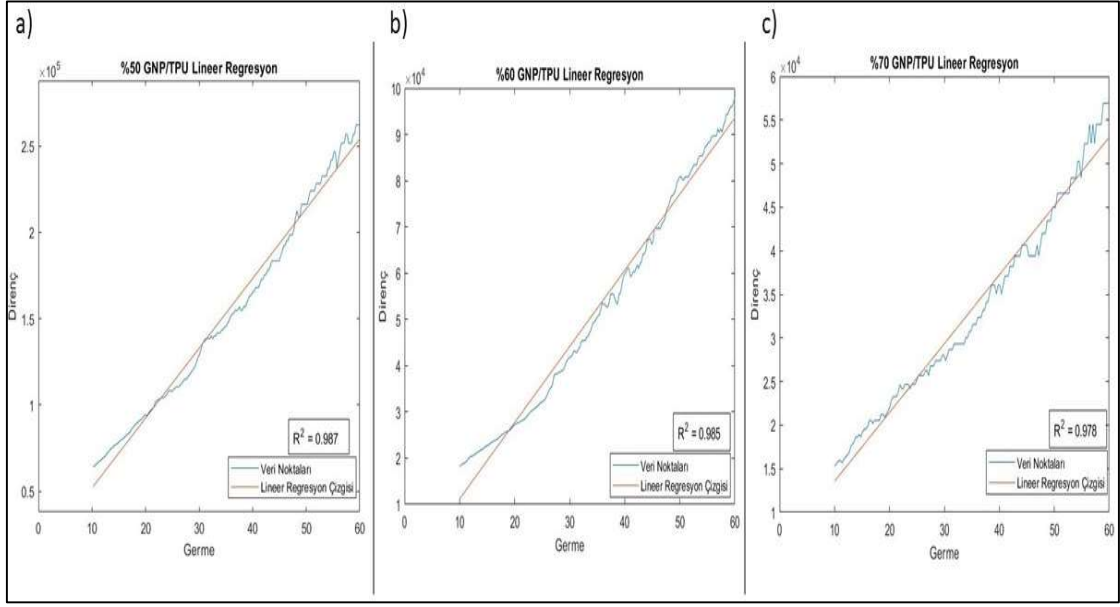 a)
×10⁵
%50 GNP/TPU Lineer Regresyon
2.5
2
1.5
1
0.5
0 10 20 30 40 50 60
Direnç
Germe
R² = 0.987
Veri Noktaları
Lineer Regresyon Çizgisi
b)
×10⁴
%60 GNP/TPU Lineer Regresyon
10
9
8
7
6
5
4
3
2
1
0 10 20 30 40 50 60
Direnç
Germe
R² = 0.985
Veri Noktaları
Lineer Regresyon Çizgisi
c)
×10⁴
%70 GNP/TPU Lineer Regresyon
6
5.5
5
4.5
4
3.5
3
2.5
2
1.5
1
0 10 20 30 40 50 60
Direnç
Germe
R² = 0.978
Veri Noktaları
Lineer Regresyon Çizgisi